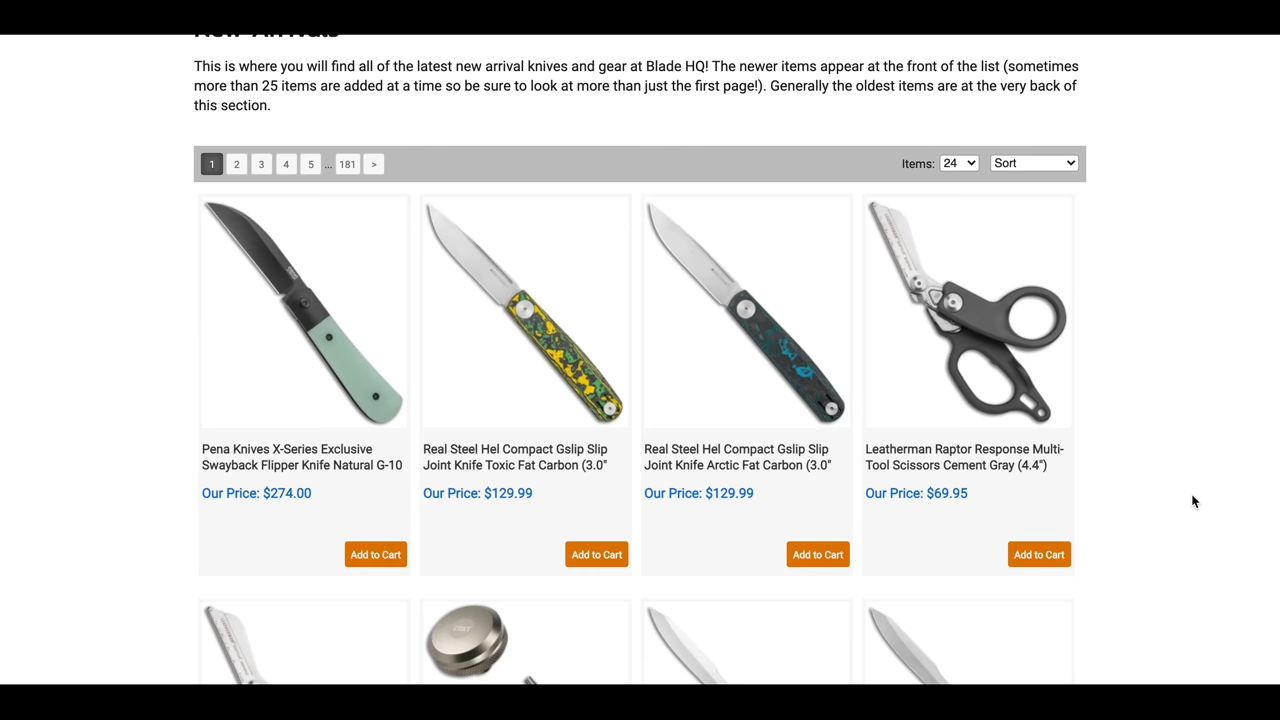 New Arrivals
This is where you will find all of the latest new arrival knives and gear at Blade HQ! The newer items appear at the front of the list (sometimes
more than 25 items are added at a time so be sure to look at more than just the first page!). Generally the oldest items are at the very back of
this section.
1 2 3 4 5 ... 181 > Items: 24 Sort
Pena Knives X-Series Exclusive
Swayback Flipper Knife Natural G-10
Our Price: $274.00
Add to Cart
Real Steel Hel Compact Gslip Slip
Joint Knife Toxic Fat Carbon (3.0"
Our Price: $129.99
Add to Cart
Real Steel Hel Compact Gslip Slip
Joint Knife Arctic Fat Carbon (3.0"
Our Price: $129.99
Add to Cart
Leatherman Raptor Response Multi-
Tool Scissors Cement Gray (4.4")
Our Price: $69.95
Add to Cart